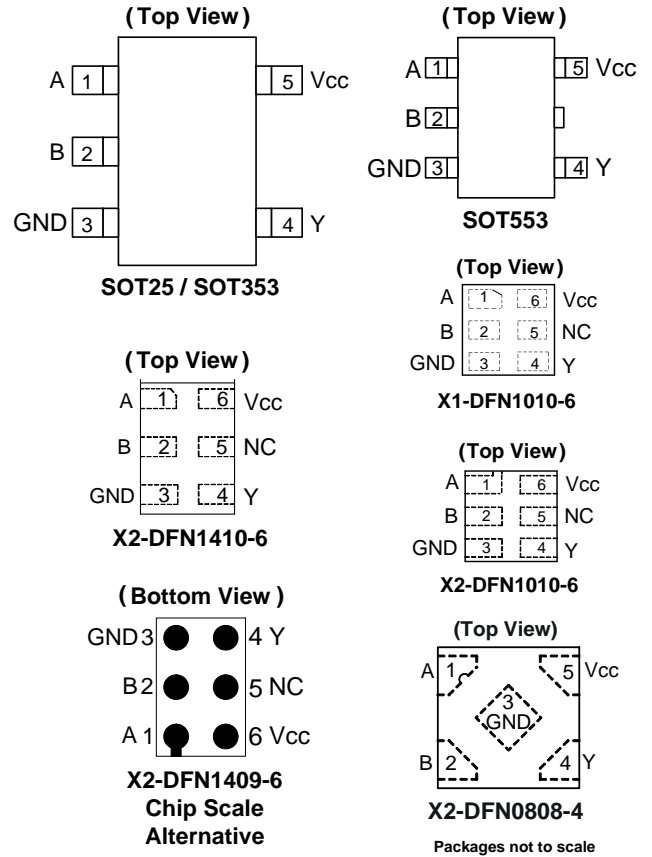 (Top View)
A 1 5 Vcc
B 2
GND 3 4 Y
SOT25 / SOT353
(Top View)
A 1 5 Vcc
B 2
GND 3 4 Y
SOT553
(Top View)
A 1 6 Vcc
B 2 5 NC
GND 3 4 Y
X1-DFN1010-6
(Top View)
A 1 6 Vcc
B 2 5 NC
GND 3 4 Y
X2-DFN1410-6
(Top View)
A 1 6 Vcc
B 2 5 NC
GND 3 4 Y
X2-DFN1010-6
(Bottom View)
GND 3 4 Y
B 2 5 NC
A 1 6 Vcc
X2-DFN1409-6
Chip Scale
Alternative
(Top View)
A 1 5 Vcc
3
GND
B 2 4 Y
X2-DFN0808-4
Packages not to scale